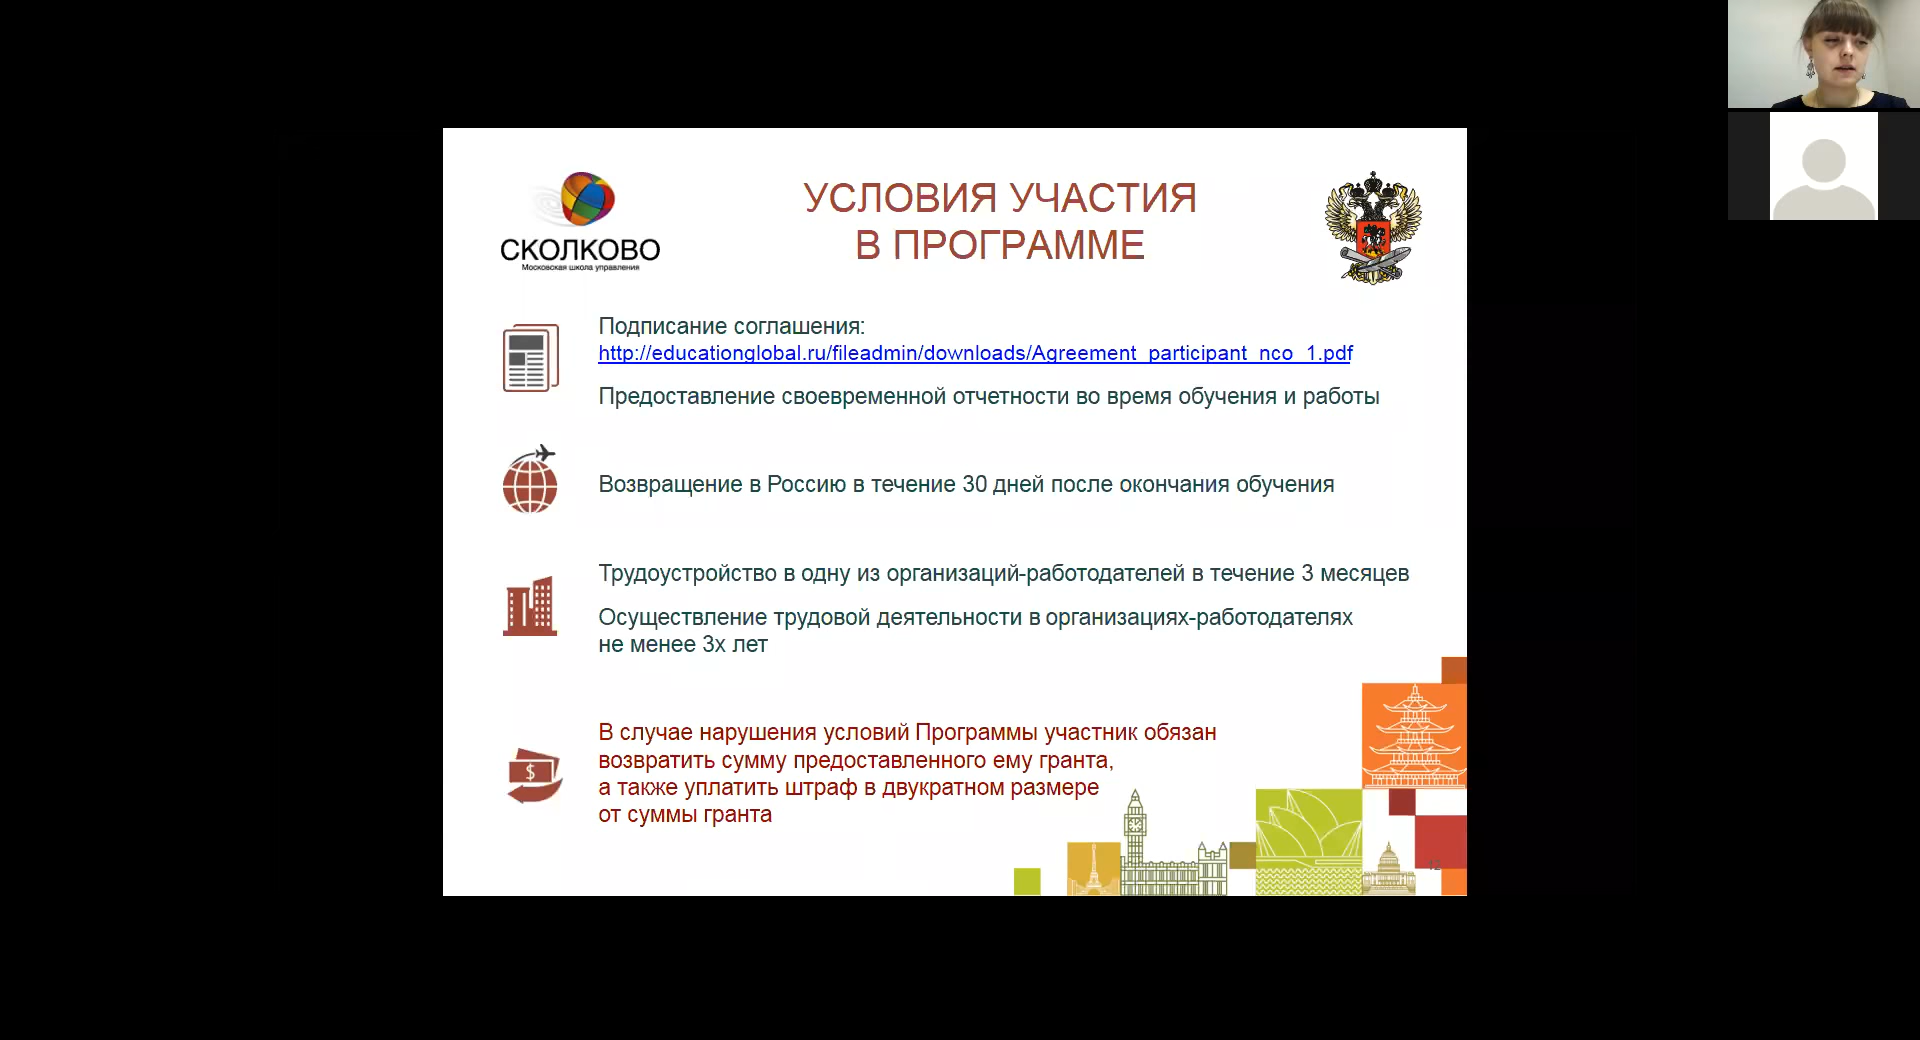 СКОЛКОВО
Московская школа управления
УСЛОВИЯ УЧАСТИЯ
В ПРОГРАММЕ
Подписание соглашения:
http://educationglobal.ru/fileadmin/downloads/Agreement_participant_nco_1.pdf
Предоставление своевременной отчетности во время обучения и работы
Возвращение в Россию в течение 30 дней после окончания обучения
Трудоустройство в одну из организаций-работодателей в течение 3 месяцев
Осуществление трудовой деятельности в организациях-работодателях
не менее 3х лет
$
В случае нарушения условий Программы участник обязан
возвратить сумму предоставленного ему гранта,
а также уплатить штраф в двукратном размере
от суммы гранта
12